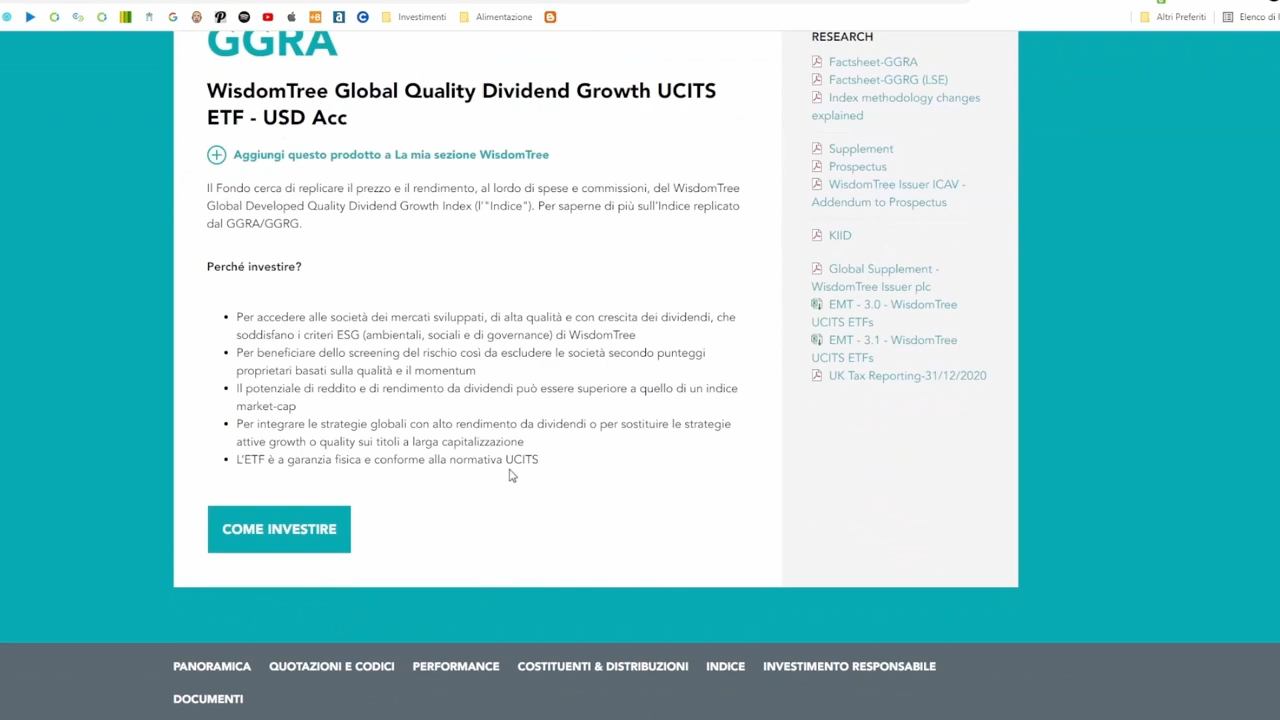 Investimenti
Alimentazione
Altri Preferiti
Elenco di
GGRA
WisdomTree Global Quality Dividend Growth UCITS
ETF - USD Acc
Aggiungi questo prodotto a La mia sezione WisdomTree
Il Fondo cerca di replicare il prezzo e il rendimento, al lordo di spese e commissioni, del WisdomTree
Global Developed Quality Dividend Growth Index (l'"Indice"). Per saperne di più sull'Indice replicato
dal GGRA/GGRG.
Perché investire?
• Per accedere alle società dei mercati sviluppati, di alta qualità e con crescita dei dividendi, che
soddisfano i criteri ESG (ambientali, sociali e di governance) di WisdomTree
• Per beneficiare dello screening del rischio così da escludere le società secondo punteggi
proprietari basati sulla qualità e il momentum
• Il potenziale di reddito e di rendimento da dividendi può essere superiore a quello di un indice
market-cap
• Per integrare le strategie globali con alto rendimento da dividendi o per sostituire le strategie
attive growth o quality sui titoli a larga capitalizzazione
• L'ETF è a garanzia fisica e conforme alla normativa UCITS
COME INVESTIRE
RESEARCH
Factsheet-GGRA
Factsheet-GGRG (LSE)
Index methodology changes
explained
Supplement
Prospectus
WisdomTree Issuer ICAV -
Addendum to Prospectus
KIID
Global Supplement -
WisdomTree Issuer plc
EMT - 3.0 - WisdomTree
UCITS ETFs
EMT - 3.1 - WisdomTree
UCITS ETFs
UK Tax Reporting-31/12/2020
PANORAMICA
QUOTAZIONI E CODICI
PERFORMANCE
COSTITUENTI & DISTRIBUZIONI
INDICE
INVESTIMENTO RESPONSABILE
DOCUMENTI